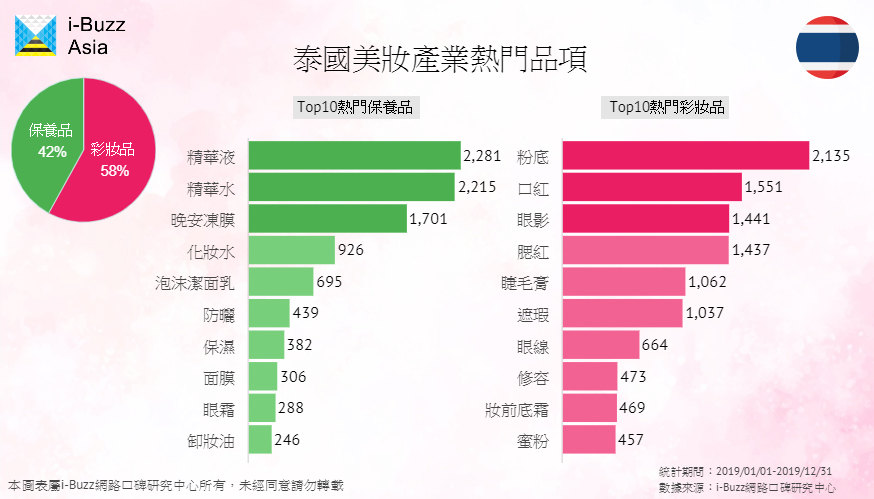 i-Buzz
Asia
泰國美妝產業熱門品項
保養品
42%
彩妝品
58%
Top10熱門保養品
精華液 2,281
精華水 2,215
晚安凍膜 1,701
化妝水 926
泡沫潔面乳 695
防曬 439
保濕 382
面膜 306
眼霜 288
卸妝油 246
Top10熱門彩妝品
粉底 2,135
口紅 1,551
眼影 1,441
腮紅 1,437
睫毛膏 1,062
遮瑕 1,037
眼線 664
修容 473
妝前底霜 469
蜜粉 457
本圖表屬i-Buzz網路口碑研究中心所有，未經同意請勿轉載
統計期間：2019/01/01-2019/12/31
數據來源：i-Buzz網路口碑研究中心